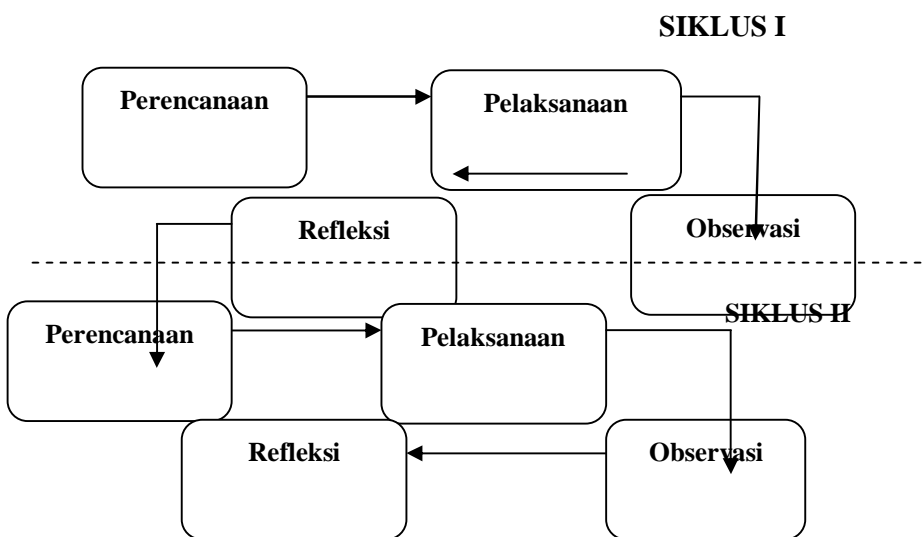 SIKLUS I
Perencanaan
Pelaksanaan
Refleksi
Observasi
SIKLUS II
Perencanaan
Pelaksanaan
Refleksi
Observasi